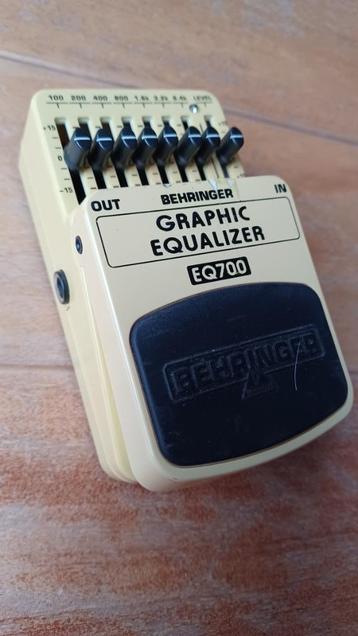 100 200 400 800 1.6k 3.2k 6.4k LEVEL
+15
0
-15
OUT BEHRINGER IN
GRAPHIC
EQUALIZER
EQ700
BEHRINGER